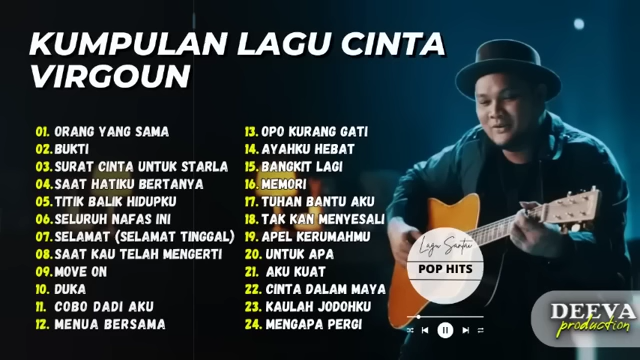 KUMPULAN LAGU CINTA
VIRGOUN
01. ORANG YANG SAMA
02. BUKTI
03. SURAT CINTA UNTUK STARLA
04. SAAT HATIKU BERTANYA
05. TITIK BALIK HIDUPKU
06. SELURUH NAFAS INI
07. SELAMAT (SELAMAT TINGGAL)
08. SAAT KAU TELAH MENGERTI
09. MOVE ON
10. DUKA
11. COBO DADI AKU
12. MENUA BERSAMA
13. OPO KURANG GATI
14. AYAHKU HEBAT
15. BANGKIT LAGI
16. MEMORI
17. TUHAN BANTU AKU
18. TAK KAN MENYESALI
19. APEL KERUMAHMU
20. UNTUK APA
21. AKU KUAT
22. CINTA DALAM MAYA
23. KAULAH JODOHKU
24. MENGAPA PERGI
Lagu Santai
POP HITS
DEEVA
production